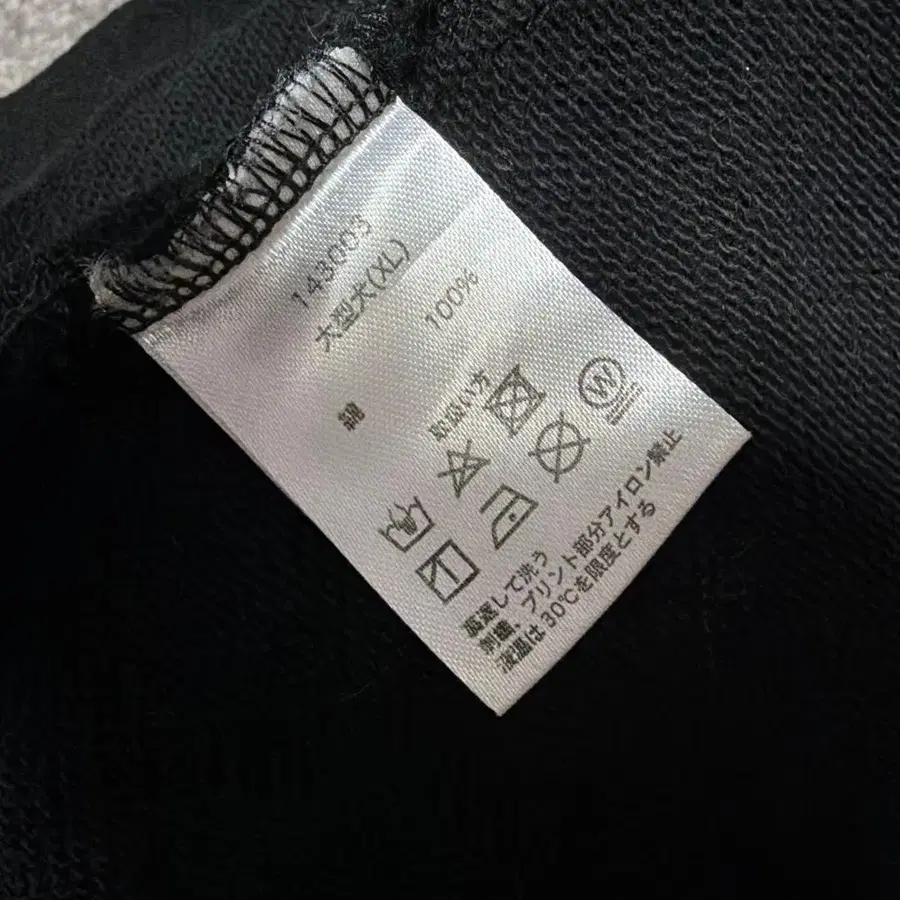 143003
大型大(XL)
綿 100%
取扱い方
W
裏返して洗う
刺繍、プリント部分アイロン禁止
液温は30℃を限度とする